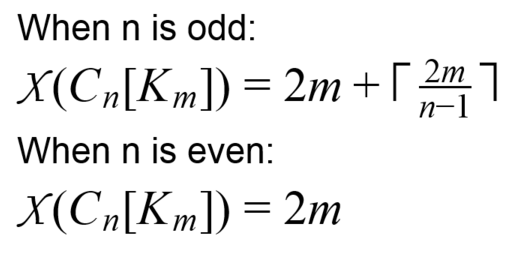 When n is odd:
χ(Cₙ[Kₘ]) = 2m + ⌈2m/(n−1)⌉
When n is even:
χ(Cₙ[Kₘ]) = 2m